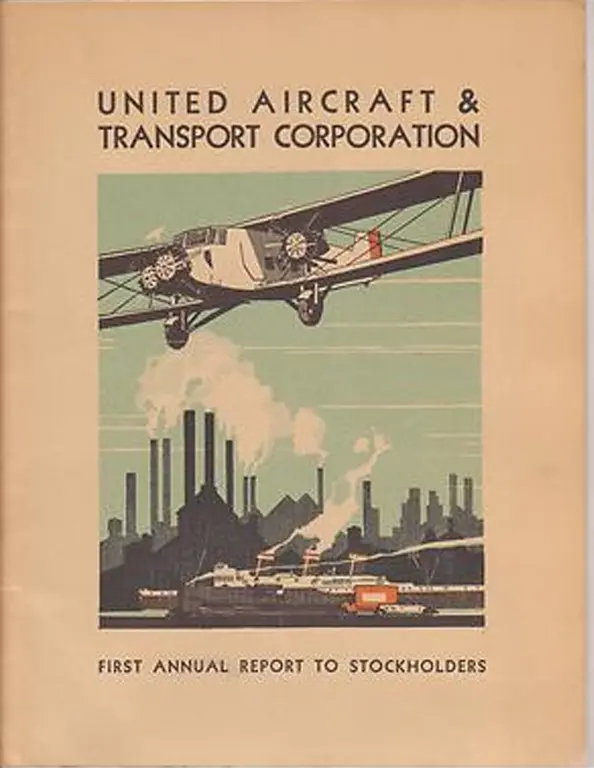 UNITED AIRCRAFT &
TRANSPORT CORPORATION
FIRST ANNUAL REPORT TO STOCKHOLDERS